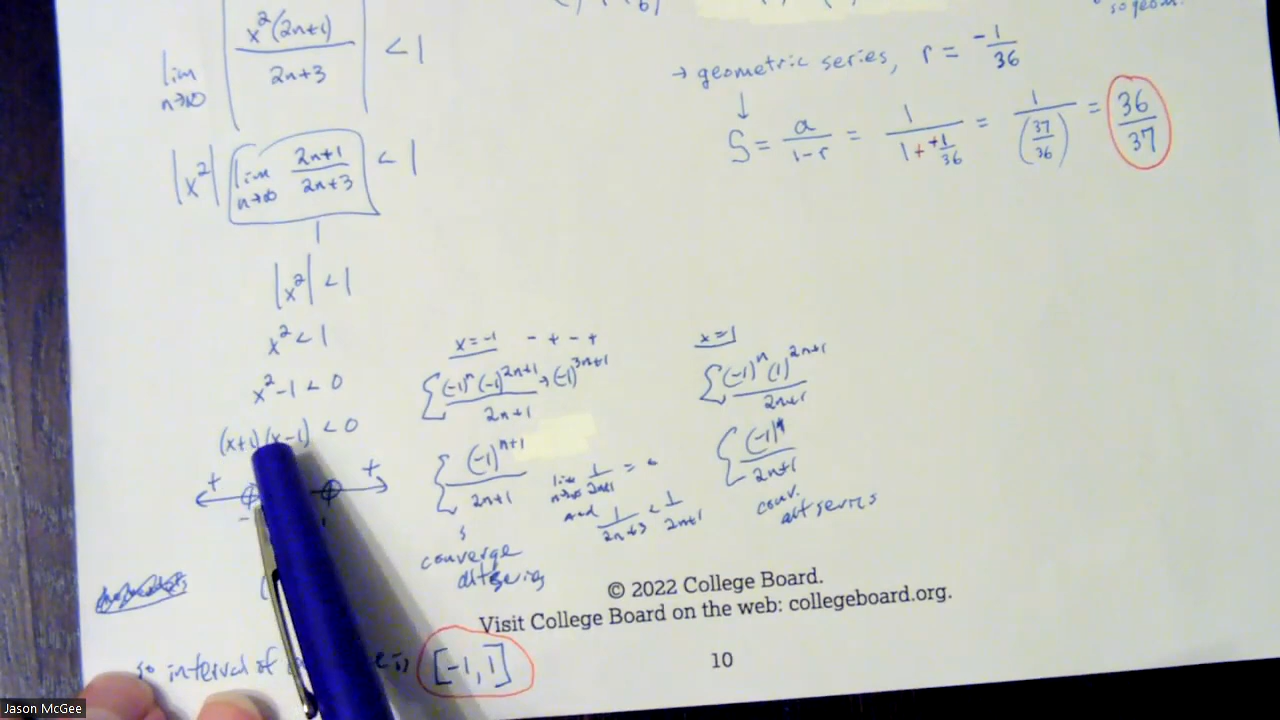 lim n→∞ | x²(2n+1) / 2n+3 | < 1
|x²| lim n→∞ 2n+1 / 2n+3 < 1
1
|x²| < 1
x² < 1
x² - 1 < 0
(x+1)(x-1) < 0
+ +
→ geometric series, r = -1/36
↓
S = a / 1-r = 1 / 1++1/36 = 1 / (37/36) = 36/37
x = -1 - + - +
(-1)ⁿ(-1)²ⁿ⁺¹ / 2n+1 → (-1)³ⁿ⁺¹
(-1)ⁿ⁺¹ / 2n+1
lim n→∞ 1/2n+1 = 0
and 1/2n+3 < 1/2n+1
converge
alt series
x = 1
(-1)ⁿ(1)²ⁿ⁺¹ / 2n+1
(-1)ⁿ / 2n+1
conv.
alt series
so interval of is [-1, 1]
© 2022 College Board.
Visit College Board on the web: collegeboard.org.
10
Jason McGee